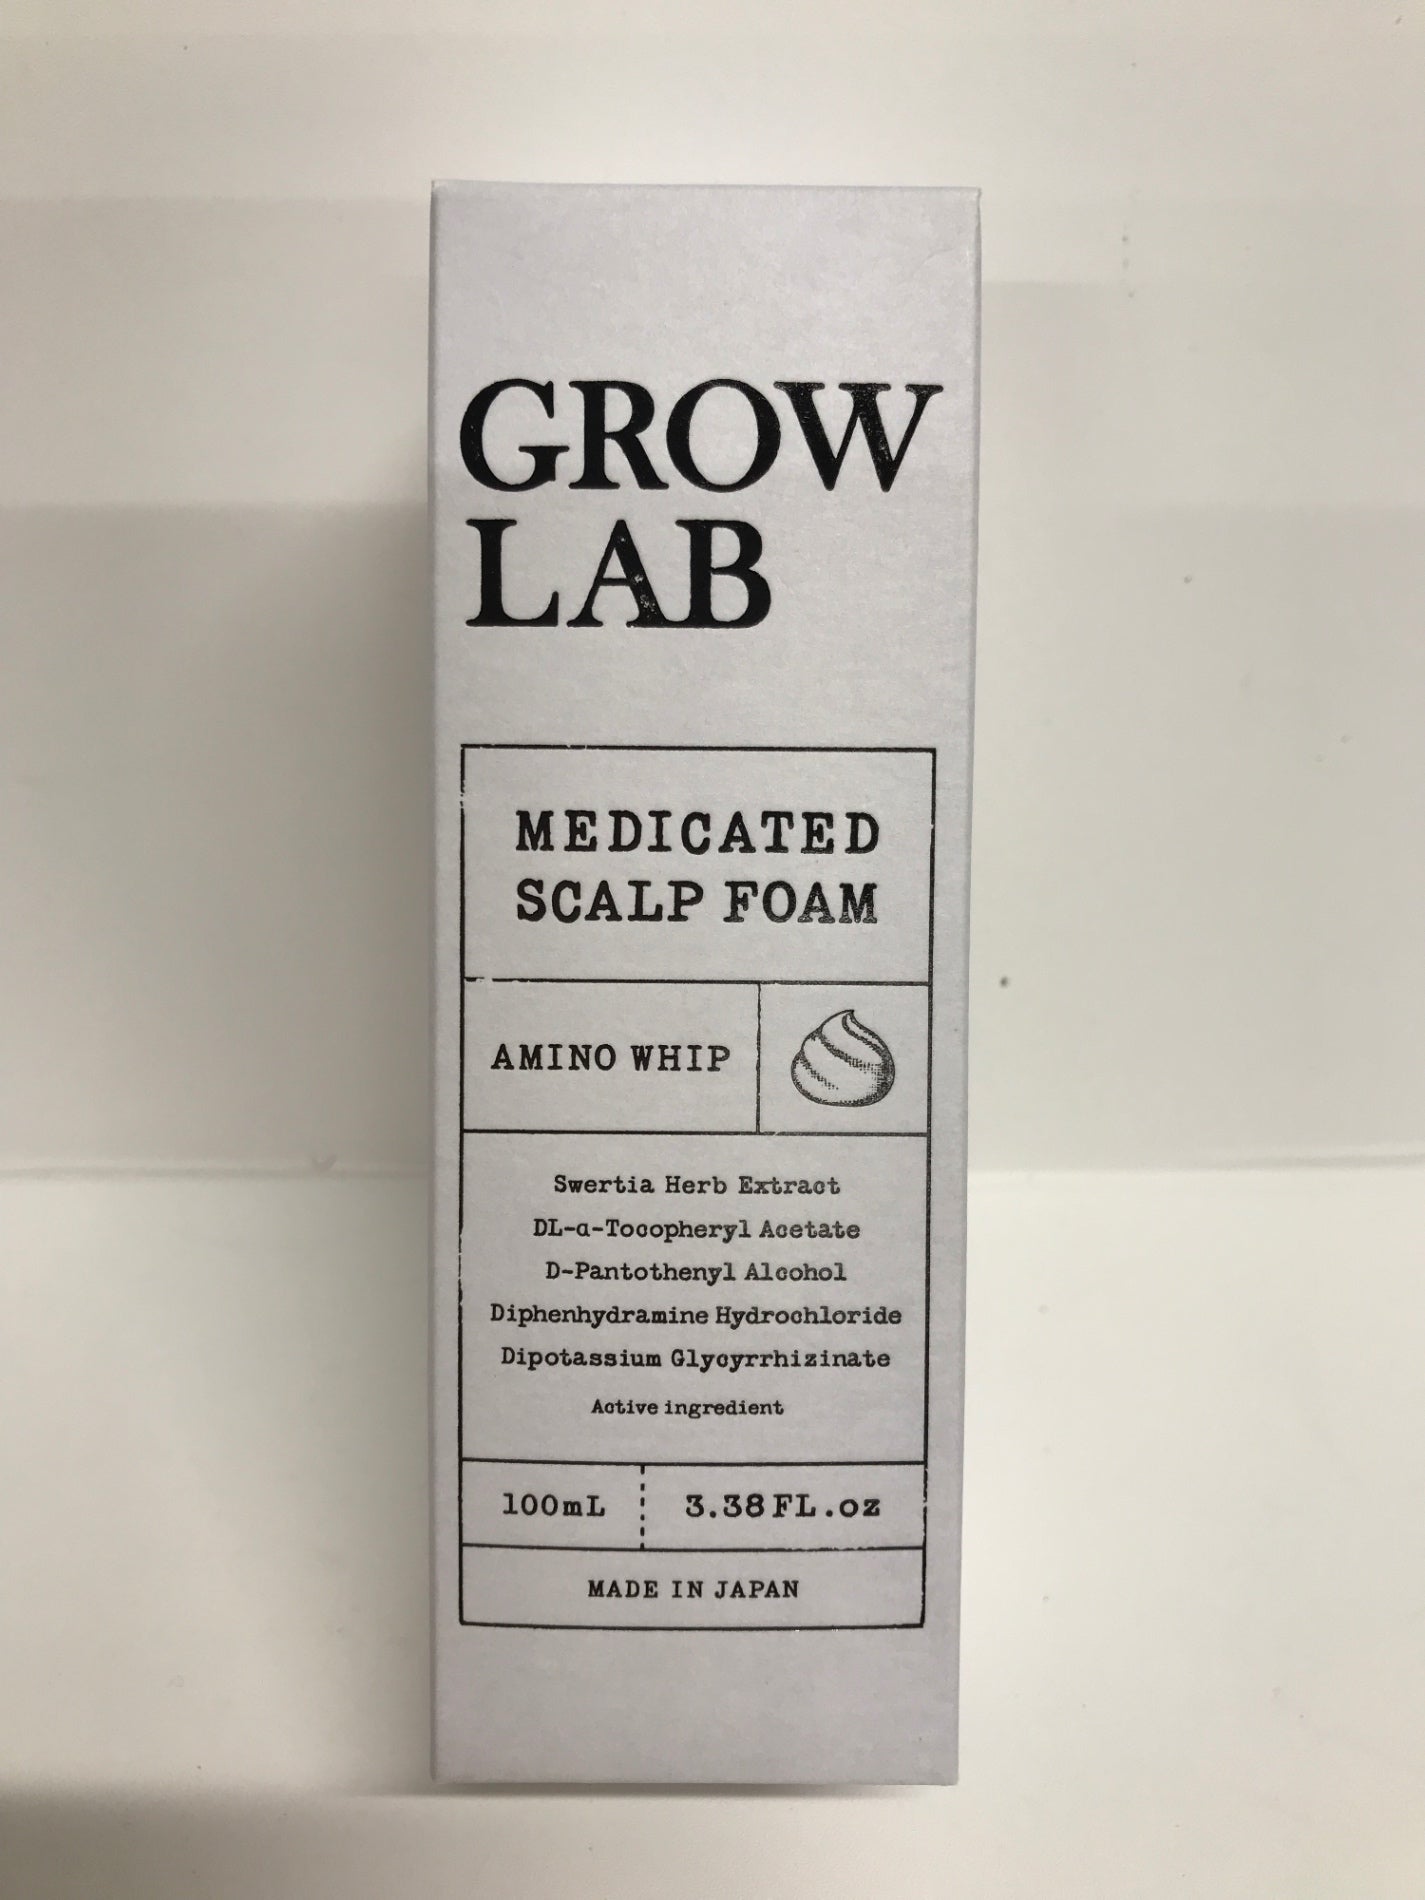 GROW
LAB
MEDICATED
SCALP FOAM
AMINO WHIP
Swertia Herb Extract
DL-α-Tocopheryl Acetate
D-Pantothenyl Alcohol
Diphenhydramine Hydrochloride
Dipotassium Glycyrrhizinate
Active ingredient
100mL 3.38FL.oz
MADE IN JAPAN